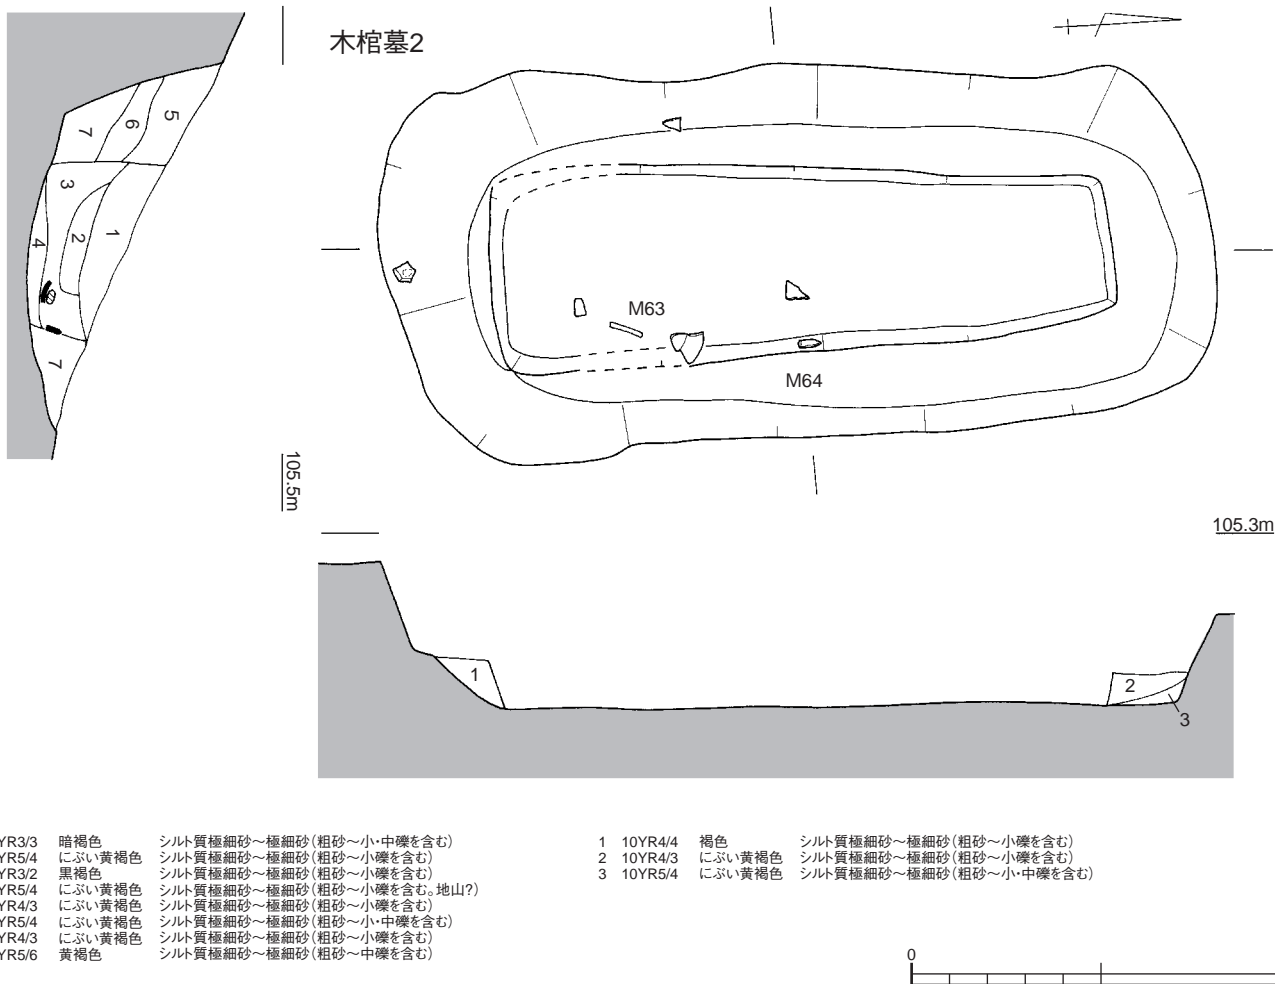 木棺墓2
5
6
7
3
1
2
4
7
M63
M64
105.5m
105.3m
1
2
3
YR3/3 暗褐色 シルト質極細砂～極細砂(粗砂～小・中礫を含む)
YR5/4 にぶい黄褐色 シルト質極細砂～極細砂(粗砂～小礫を含む)
YR3/2 黒褐色 シルト質極細砂～極細砂(粗砂～小礫を含む)
YR5/4 にぶい黄褐色 シルト質極細砂～極細砂(粗砂～小礫を含む。地山?)
YR4/3 にぶい黄褐色 シルト質極細砂～極細砂(粗砂～小礫を含む)
YR5/4 にぶい黄褐色 シルト質極細砂～極細砂(粗砂～小・中礫を含む)
YR4/3 にぶい黄褐色 シルト質極細砂～極細砂(粗砂～小礫を含む)
YR5/6 黄褐色 シルト質極細砂～極細砂(粗砂～中礫を含む)
1 10YR4/4 褐色 シルト質極細砂～極細砂(粗砂～小礫を含む)
2 10YR4/3 にぶい黄褐色 シルト質極細砂～極細砂(粗砂～小礫を含む)
3 10YR5/4 にぶい黄褐色 シルト質極細砂～極細砂(粗砂～小・中礫を含む)
0